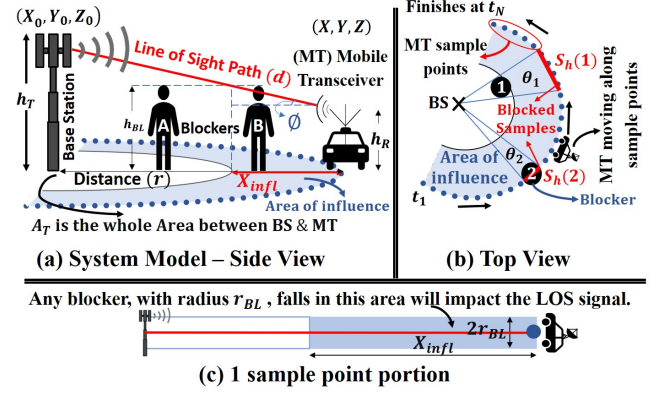 (X₀, Y₀, Z₀)
(X, Y, Z)
(MT) Mobile
Transceiver
Line of Sight Path (d)
h_T
Base Station
h_BL
A
Blockers
B
ϕ
h_R
Distance (r)
X_infl
Area of influence
A_T is the whole Area between BS & MT
(a) System Model – Side View
Finishes at t_N
MT sample
points
S_h(1)
1
θ₁
BS
Blocked
Samples
θ₂
Area of
influence
2
S_h(2)
MT moving along
sample points
t₁
Blocker
(b) Top View
Any blocker, with radius r_BL , falls in this area will impact the LOS signal.
2r_BL
X_infl
(c) 1 sample point portion